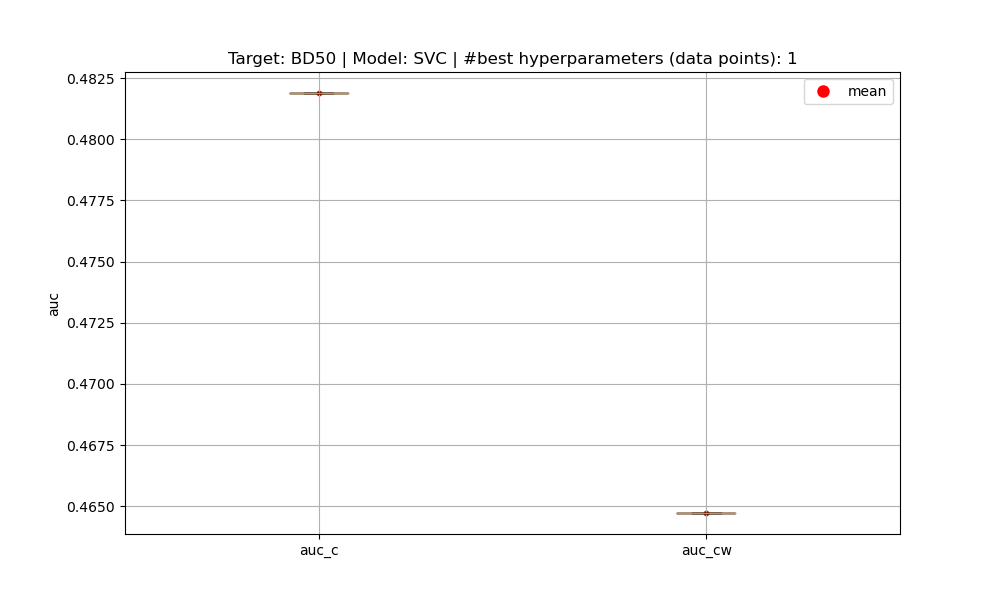 Target: BD50 | Model: SVC | #best hyperparameters (data points): 1
mean
0.4825
0.4800
0.4775
0.4750
0.4725
0.4700
0.4675
0.4650
auc
auc_c
auc_cw